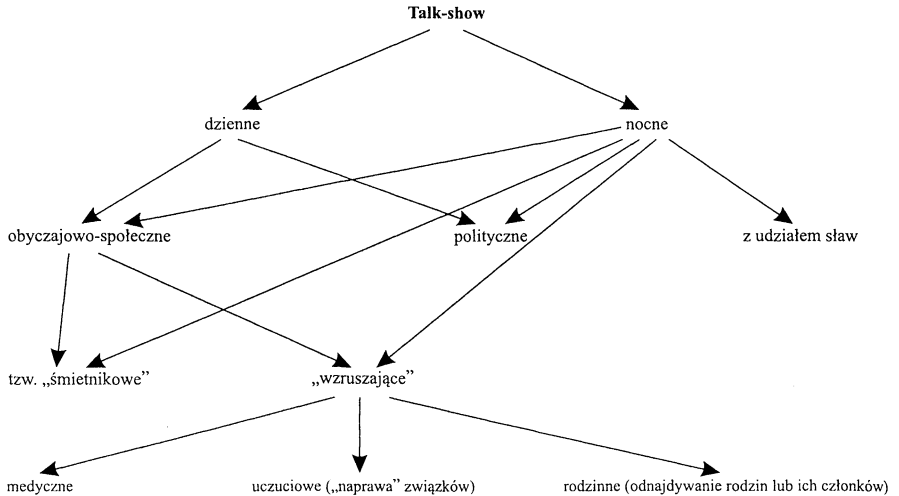 Talk-show
dzienne
nocne
obyczajowo-społeczne
polityczne
z udziałem sław
tzw. „śmietnikowe”
„wzruszające”
medyczne
uczuciowe („naprawa” związków)
rodzinne (odnajdywanie rodzin lub ich członków)